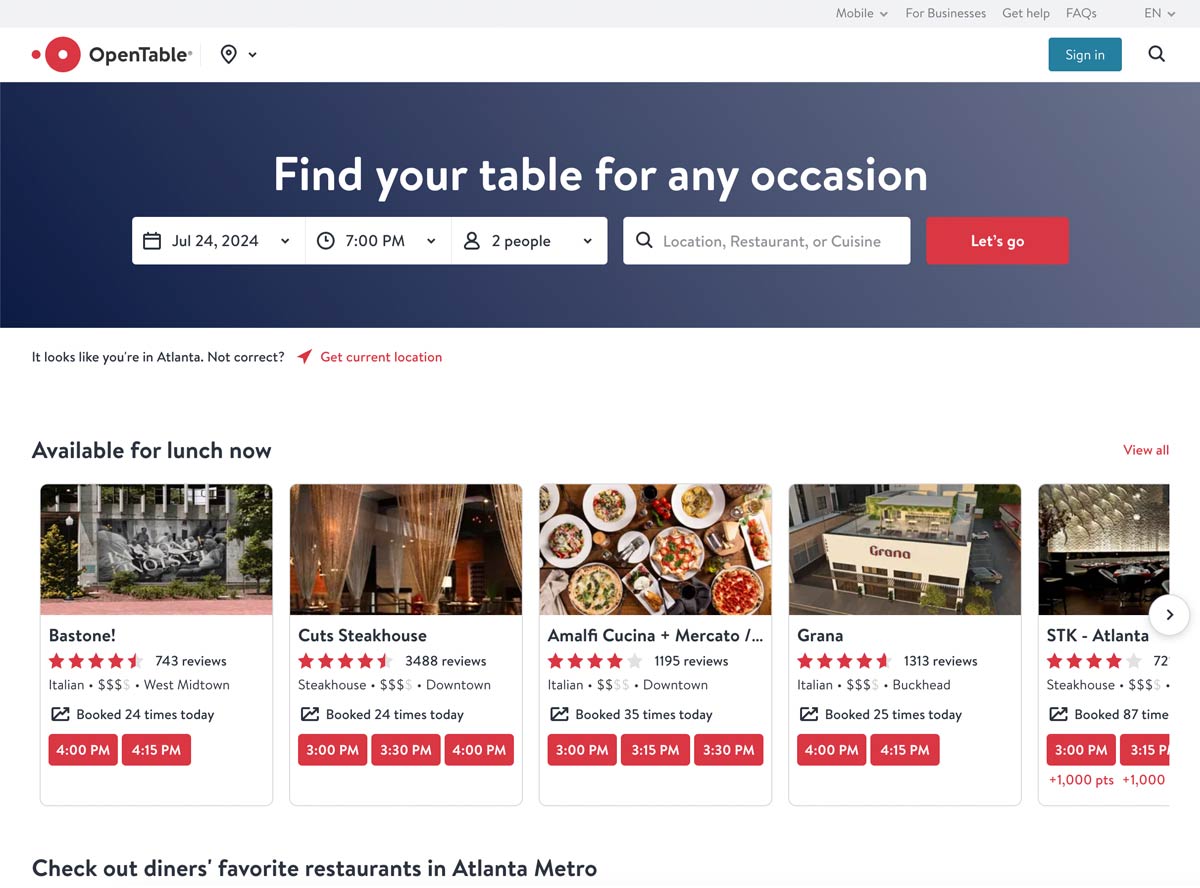 Mobile For Businesses Get help FAQs EN
OpenTable® Sign in
Find your table for any occasion
Jul 24, 2024 7:00 PM 2 people Location, Restaurant, or Cuisine Let's go
It looks like you're in Atlanta. Not correct? Get current location
Available for lunch now View all
Grana
Bastone! Cuts Steakhouse Amalfi Cucina + Mercato /... Grana STK - Atlanta
743 reviews 3488 reviews 1195 reviews 1313 reviews 72
Italian • $$$$ • West Midtown Steakhouse • $$$$ • Downtown Italian • $$$$ • Downtown Italian • $$$$ • Buckhead Steakhouse • $$$$ •
Booked 24 times today Booked 24 times today Booked 35 times today Booked 25 times today Booked 87 time
4:00 PM 4:15 PM 3:00 PM 3:30 PM 4:00 PM 3:00 PM 3:15 PM 3:30 PM 4:00 PM 4:15 PM 3:00 PM 3:15 P
+1,000 pts +1,000
Check out diners' favorite restaurants in Atlanta Metro